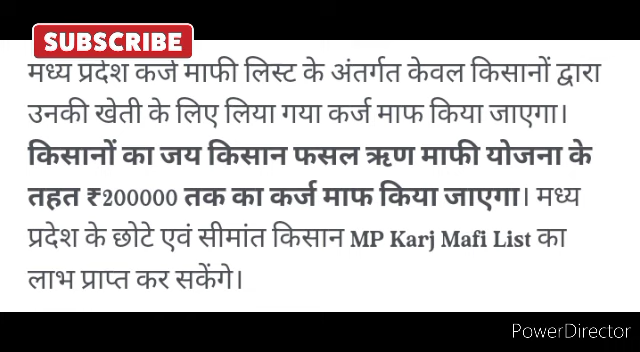 SUBSCRIBE
मध्य प्रदेश कर्ज माफी लिस्ट के अंतर्गत केवल किसानों द्वारा
उनकी खेती के लिए लिया गया कर्ज माफ किया जाएगा।
किसानों का जय किसान फसल ऋण माफी योजना के
तहत ₹200000 तक का कर्ज माफ किया जाएगा। मध्य
प्रदेश के छोटे एवं सीमांत किसान MP Karj Mafi List का
लाभ प्राप्त कर सकेंगे।
PowerDirector